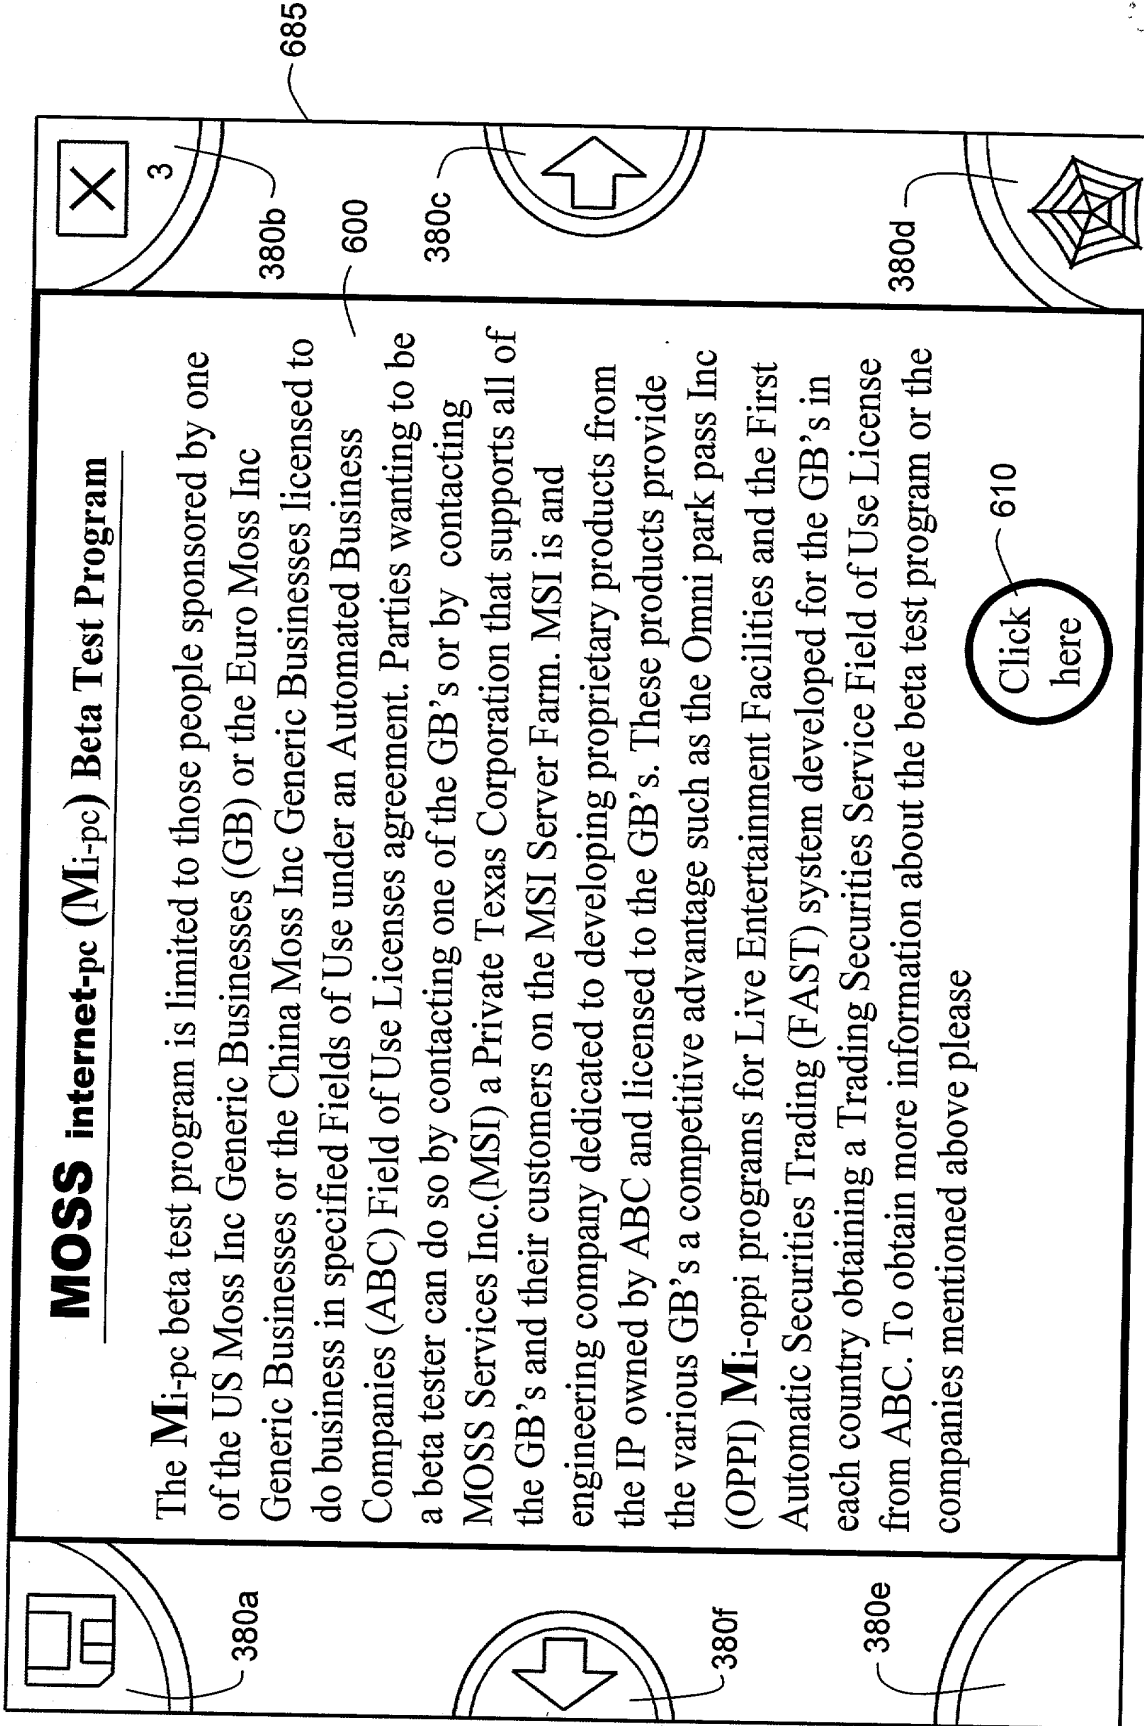 MOSS internet-pc (Mi-pc) Beta Test Program
The Mi-pc beta test program is limited to those people sponsored by one
of the US Moss Inc Generic Businesses (GB) or the Euro Moss Inc
Generic Businesses or the China Moss Inc Generic Businesses licensed to
do business in specified Fields of Use under an Automated Business
Companies (ABC) Field of Use Licenses agreement. Parties wanting to be
a beta tester can do so by contacting one of the GB's or by contacting
MOSS Services Inc.(MSI) a Private Texas Corporation that supports all of
the GB's and their customers on the MSI Server Farm. MSI is and
engineering company dedicated to developing proprietary products from
the IP owned by ABC and licensed to the GB's. These products provide
the various GB's a competitive advantage such as the Omni park pass Inc
(OPPI) Mi-oppi programs for Live Entertainment Facilities and the First
Automatic Securities Trading (FAST) system developed for the GB's in
each country obtaining a Trading Securities Service Field of Use License
from ABC. To obtain more information about the beta test program or the
companies mentioned above please
Click
here
380a
380f
380e
3
380b
600
380c
380d
610
685